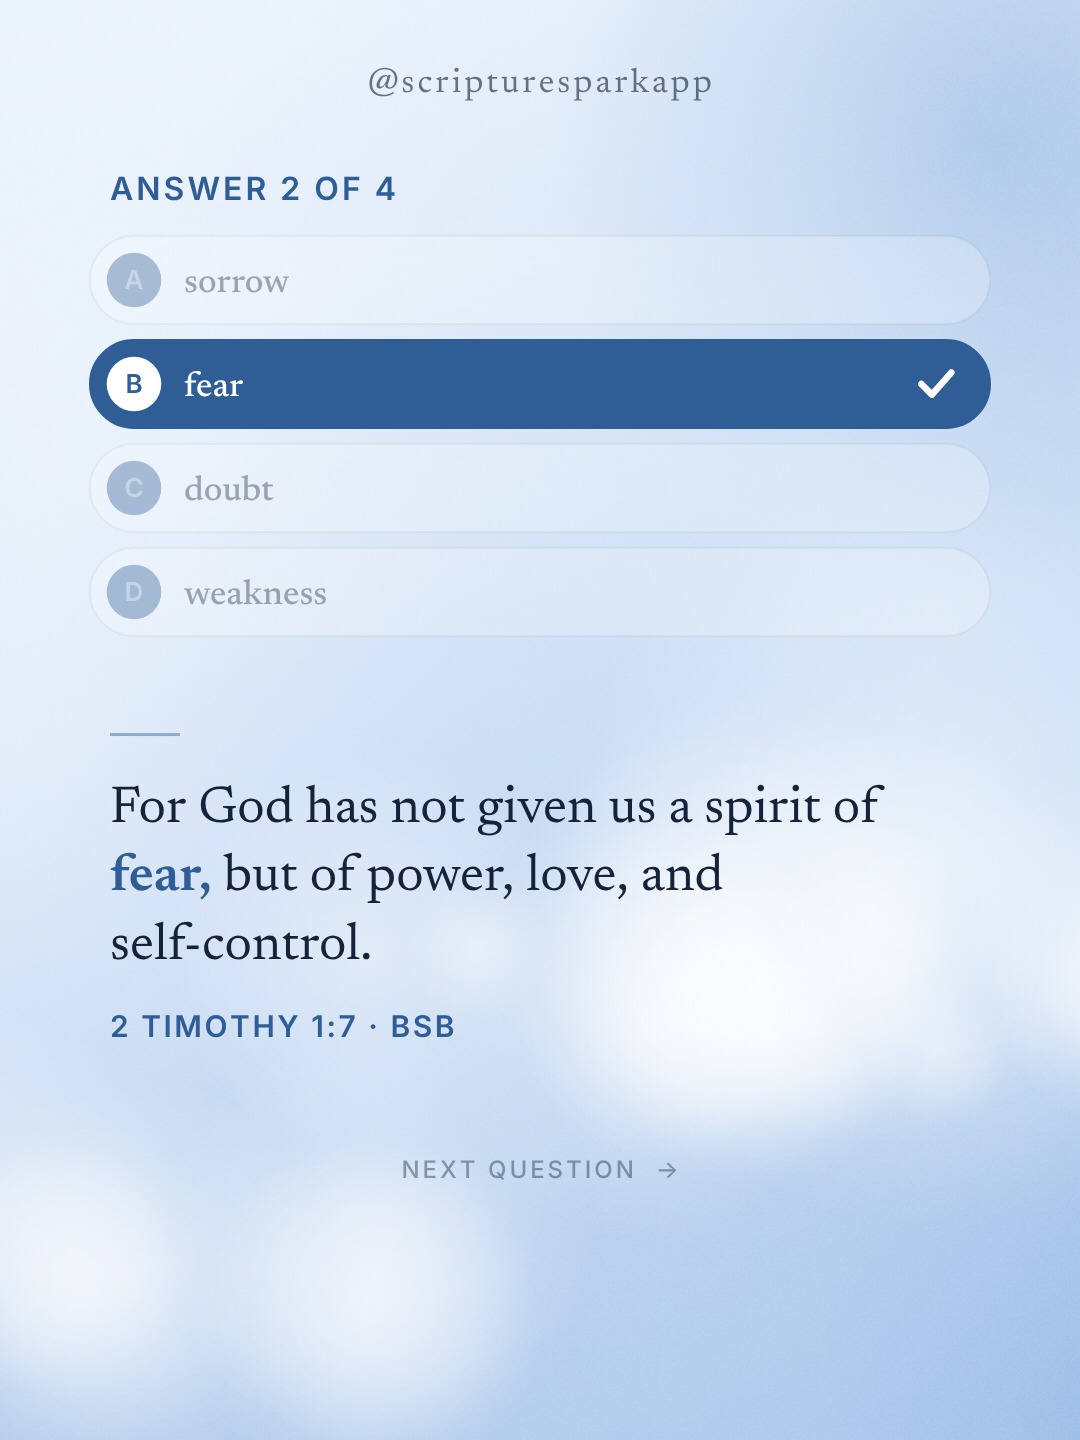 @scripturesparkapp
ANSWER 2 OF 4
A sorrow
B fear
C doubt
D weakness
For God has not given us a spirit of
fear, but of power, love, and
self-control.
2 TIMOTHY 1:7 · BSB
NEXT QUESTION →